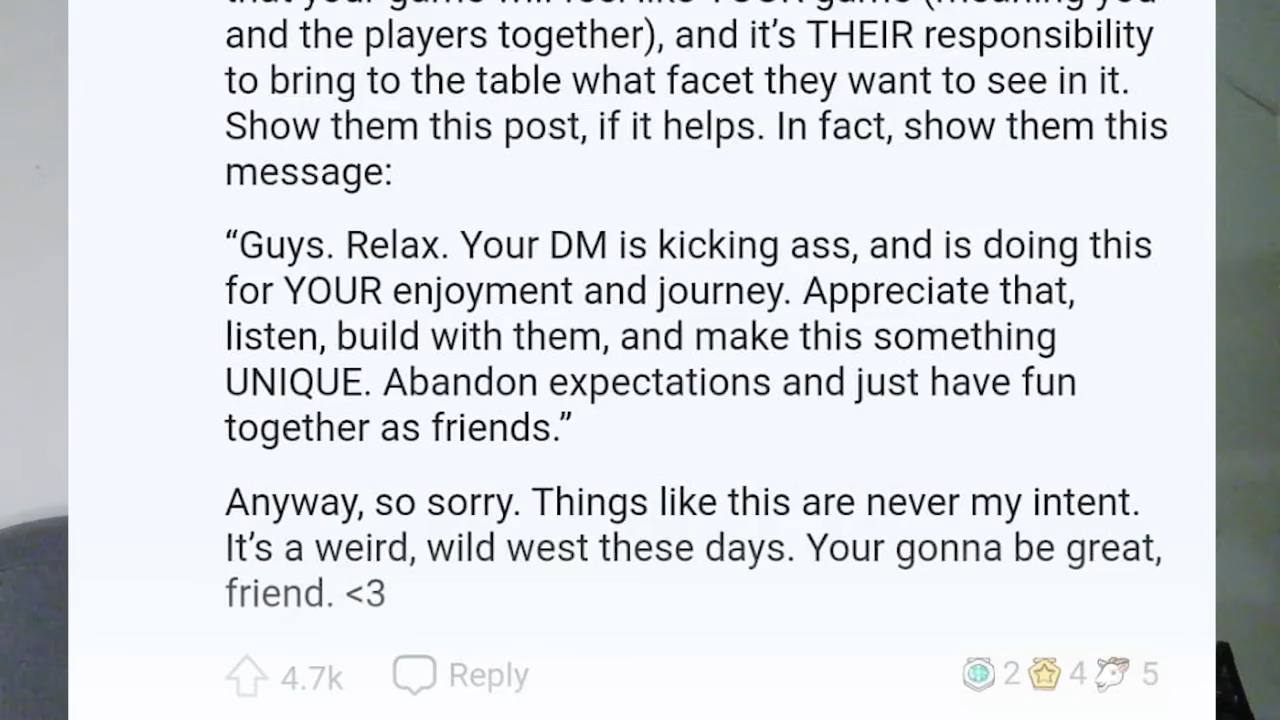 and the players together), and it's THEIR responsibility
to bring to the table what facet they want to see in it.
Show them this post, if it helps. In fact, show them this
message:
“Guys. Relax. Your DM is kicking ass, and is doing this
for YOUR enjoyment and journey. Appreciate that,
listen, build with them, and make this something
UNIQUE. Abandon expectations and just have fun
together as friends.”
Anyway, so sorry. Things like this are never my intent.
It’s a weird, wild west these days. Your gonna be great,
friend. <3
4.7k Reply 2 4 5